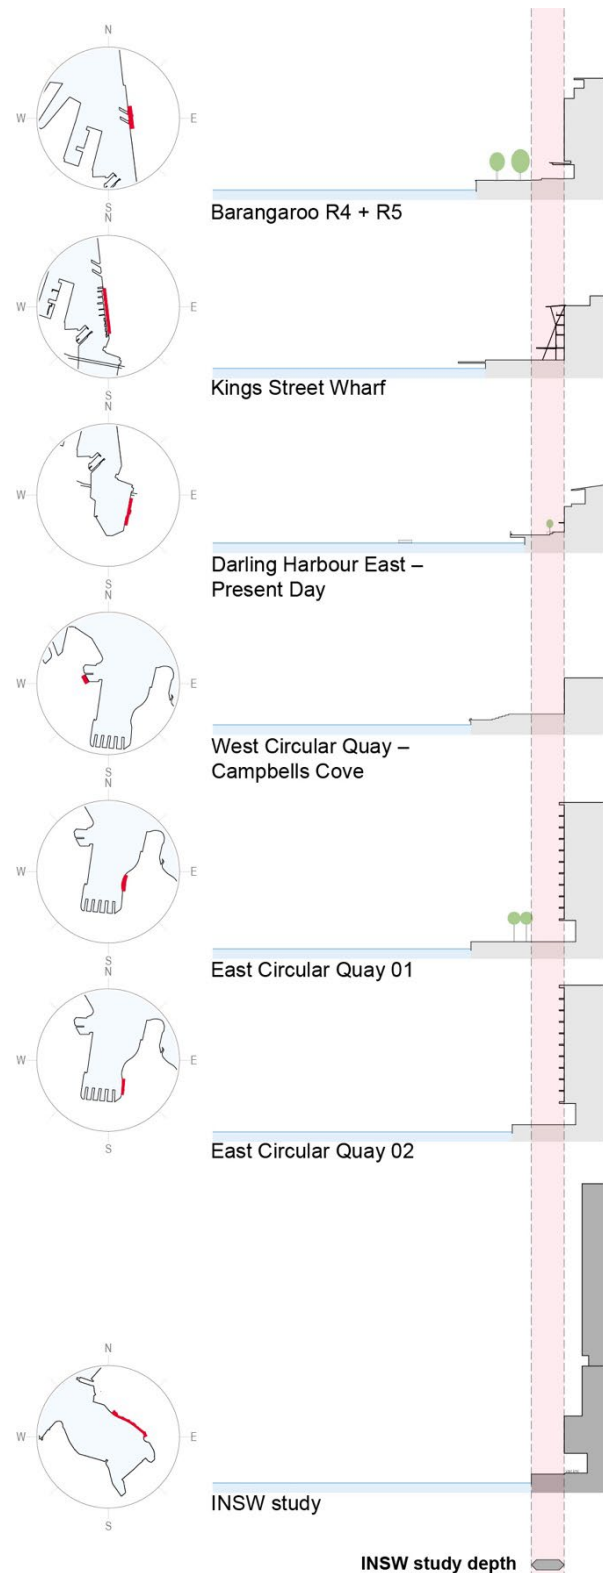 N
W
E
S
Barangaroo R4 + R5
N
W
E
Kings Street Wharf
S
N
W
E
Darling Harbour East –
Present Day
S
N
W
E
West Circular Quay –
Campbells Cove
S
N
W
E
East Circular Quay 01
S
N
W
E
East Circular Quay 02
S
N
W
E
INSW study
S
INSW study depth